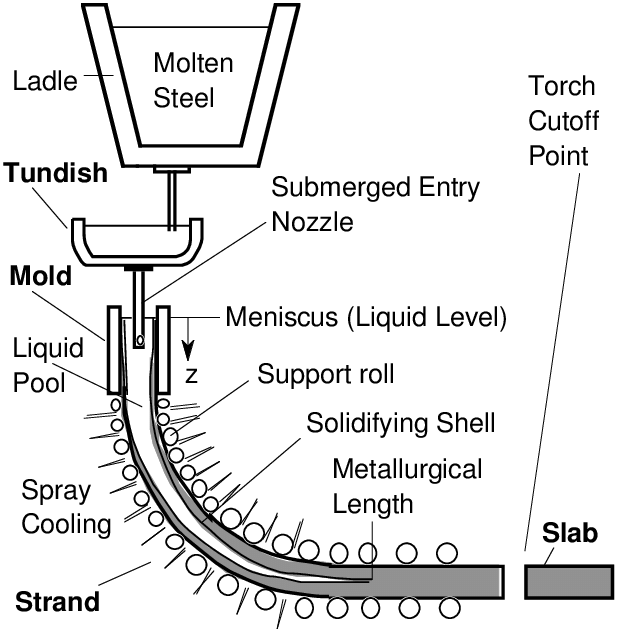 Ladle
Molten
Steel
Torch
Cutoff
Point
Tundish
Submerged Entry
Nozzle
Mold
Meniscus (Liquid Level)
Liquid
Pool
z
Support roll
Solidifying Shell
Metallurgical
Length
Spray
Cooling
Slab
Strand